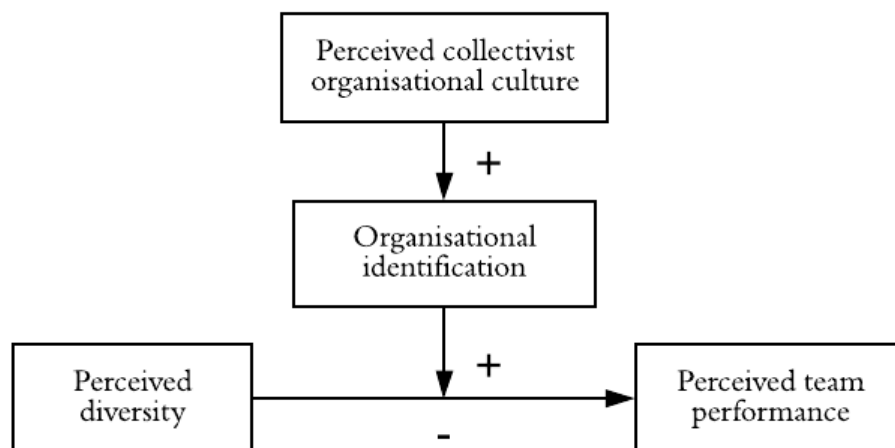 Perceived collectivist
organisational culture
+
Organisational
identification
+
Perceived
diversity
-
Perceived team
performance